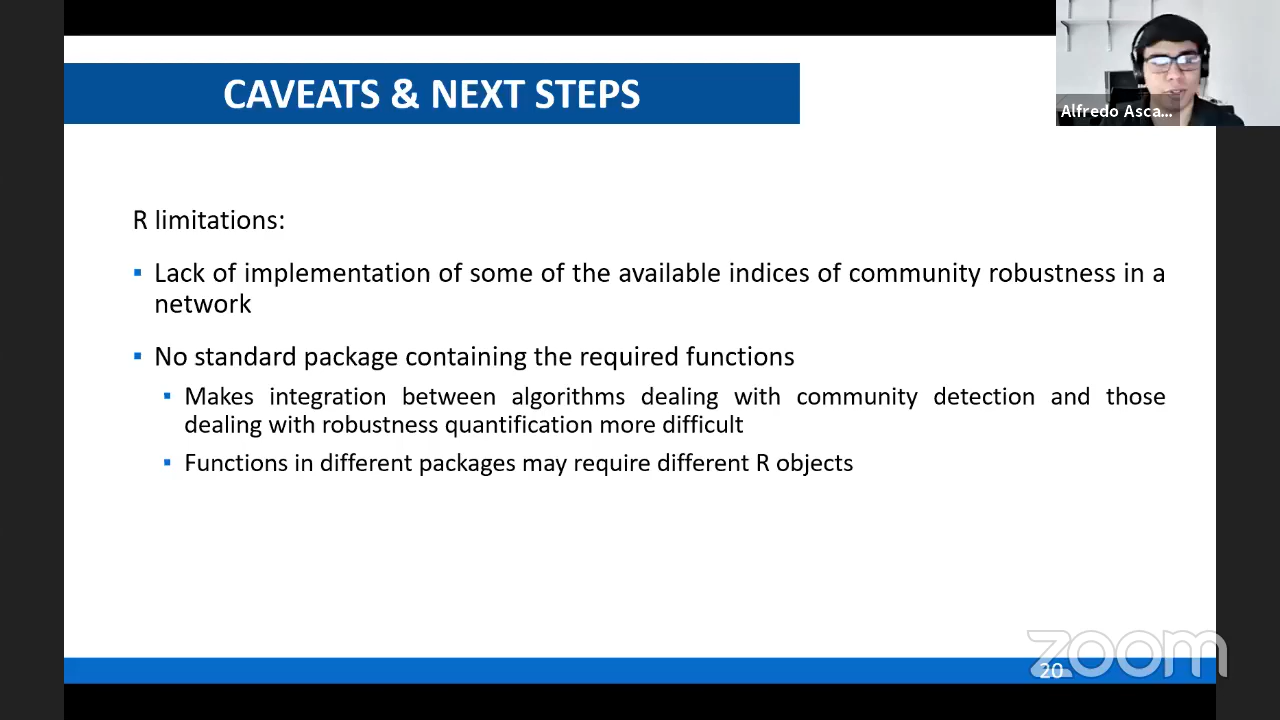 CAVEATS & NEXT STEPS
Alfredo Asca...
R limitations:
▪ Lack of implementation of some of the available indices of community robustness in a
network
▪ No standard package containing the required functions
▪ Makes integration between algorithms dealing with community detection and those
dealing with robustness quantification more difficult
▪ Functions in different packages may require different R objects
zoom
20